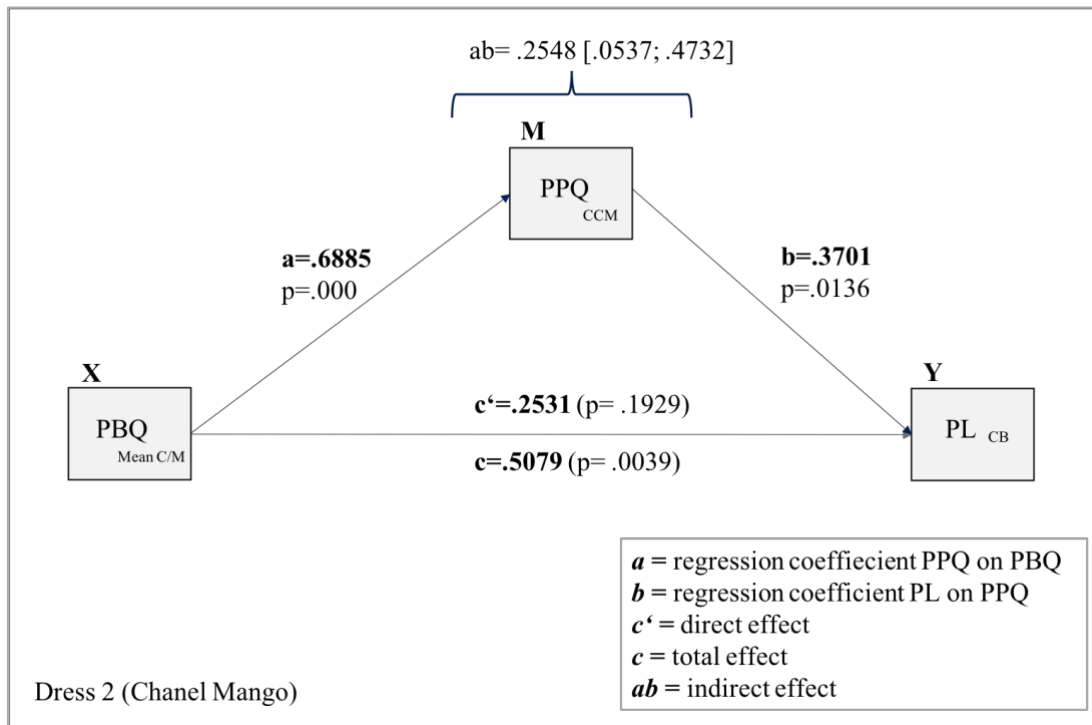 ab= .2548 [.0537; .4732]
M
PPQ
CCM
a=.6885
p=.000
b=.3701
p=.0136
X
PBQ
Mean C/M
c‘=.2531 (p= .1929)
c=.5079 (p= .0039)
Y
PL CB
a = regression coeffiecient PPQ on PBQ
b = regression coefficient PL on PPQ
c‘ = direct effect
c = total effect
ab = indirect effect
Dress 2 (Chanel Mango)